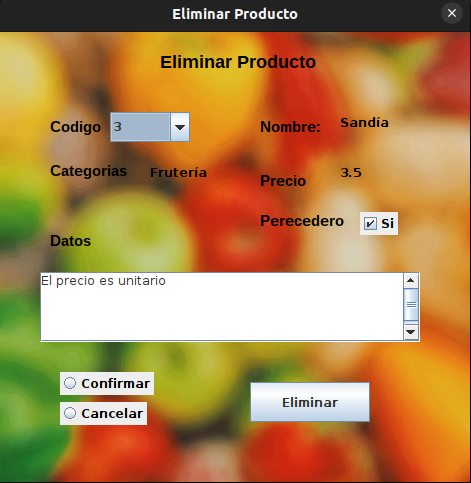 Eliminar Producto
Eliminar Producto
Codigo 3 Nombre: Sandía
Categorias Frutería Precio 3.5
Perecedero Si
Datos
El precio es unitario
Confirmar
Cancelar
Eliminar